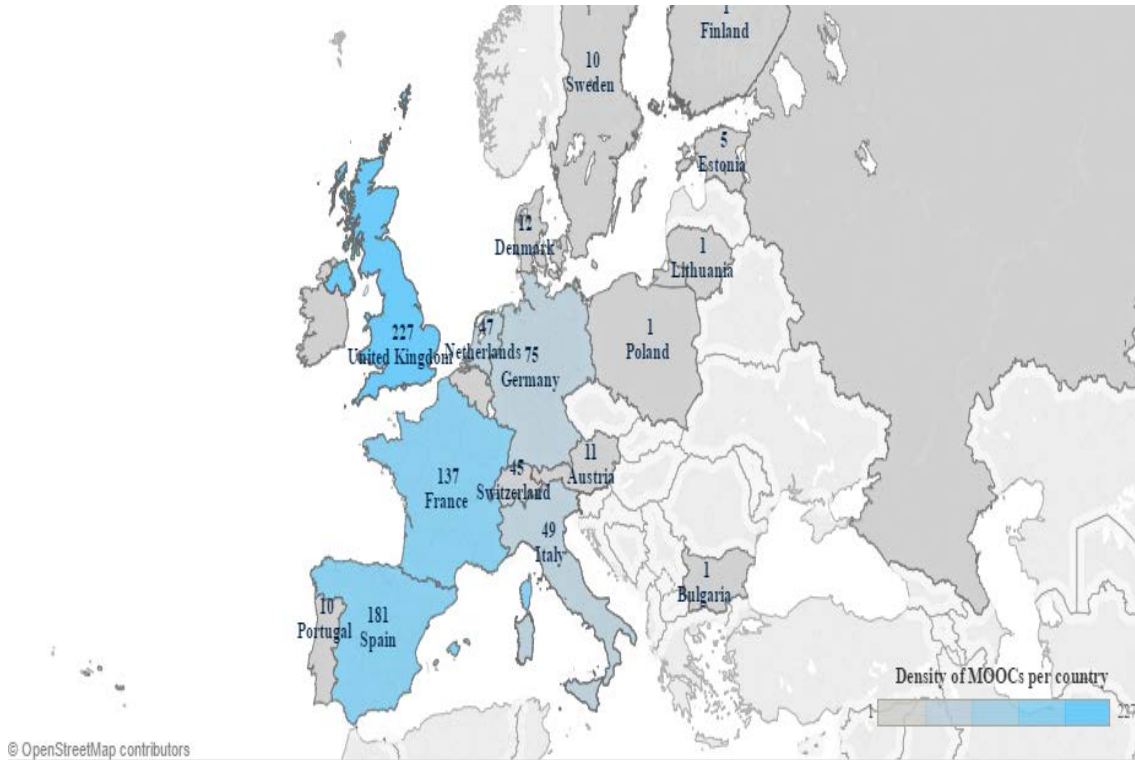 1
Finland
10
Sweden
5
Estonia
12
Denmark
1
Lithuania
227
United Kingdom
47
Netherlands
75
Germany
1
Poland
137
France
45
Switzerland
11
Austria
49
Italy
1
Bulgaria
10
Portugal
181
Spain
Density of MOOCs per country
1
227
© OpenStreetMap contributors